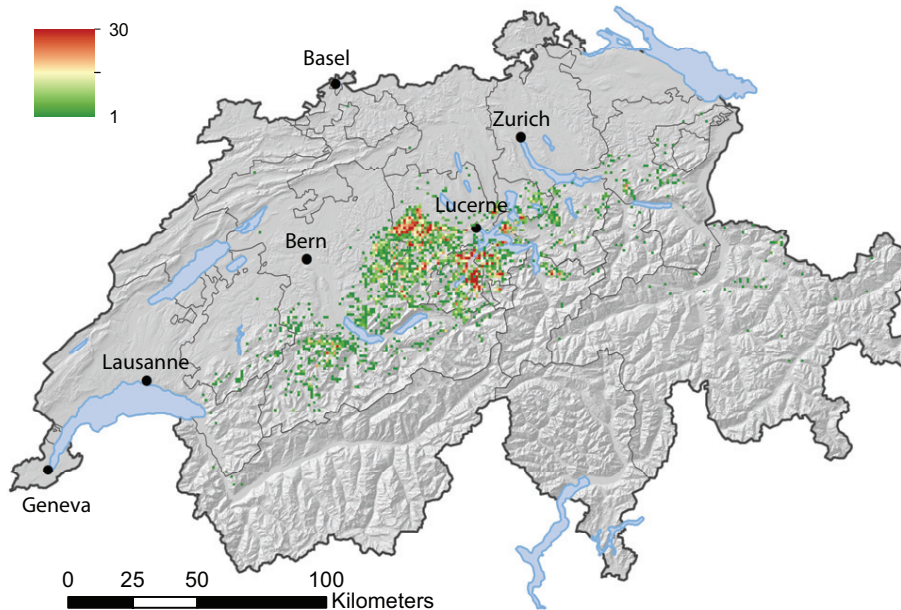 30
1
Basel
Zurich
Lucerne
Bern
Lausanne
Geneva
0 25 50 100
Kilometers